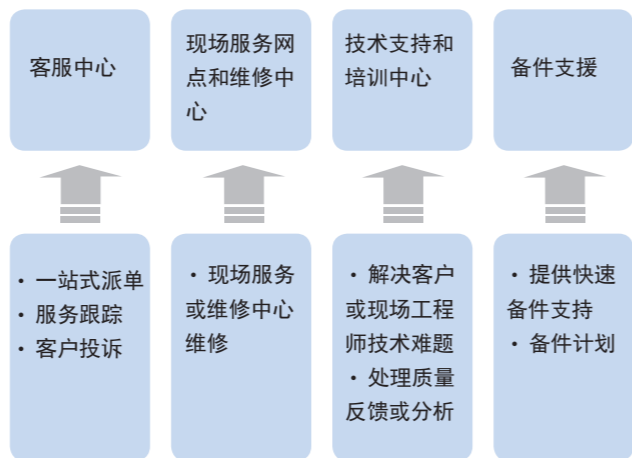 客服中心
现场服务网
点和维修中
心
技术支持和
培训中心
备件支援
• 一站式派单
• 服务跟踪
• 客户投诉
• 现场服务
或维修中心
维修
• 解决客户
或现场工程
师技术难题
• 处理质量
反馈或分析
• 提供快速
备件支持
• 备件计划